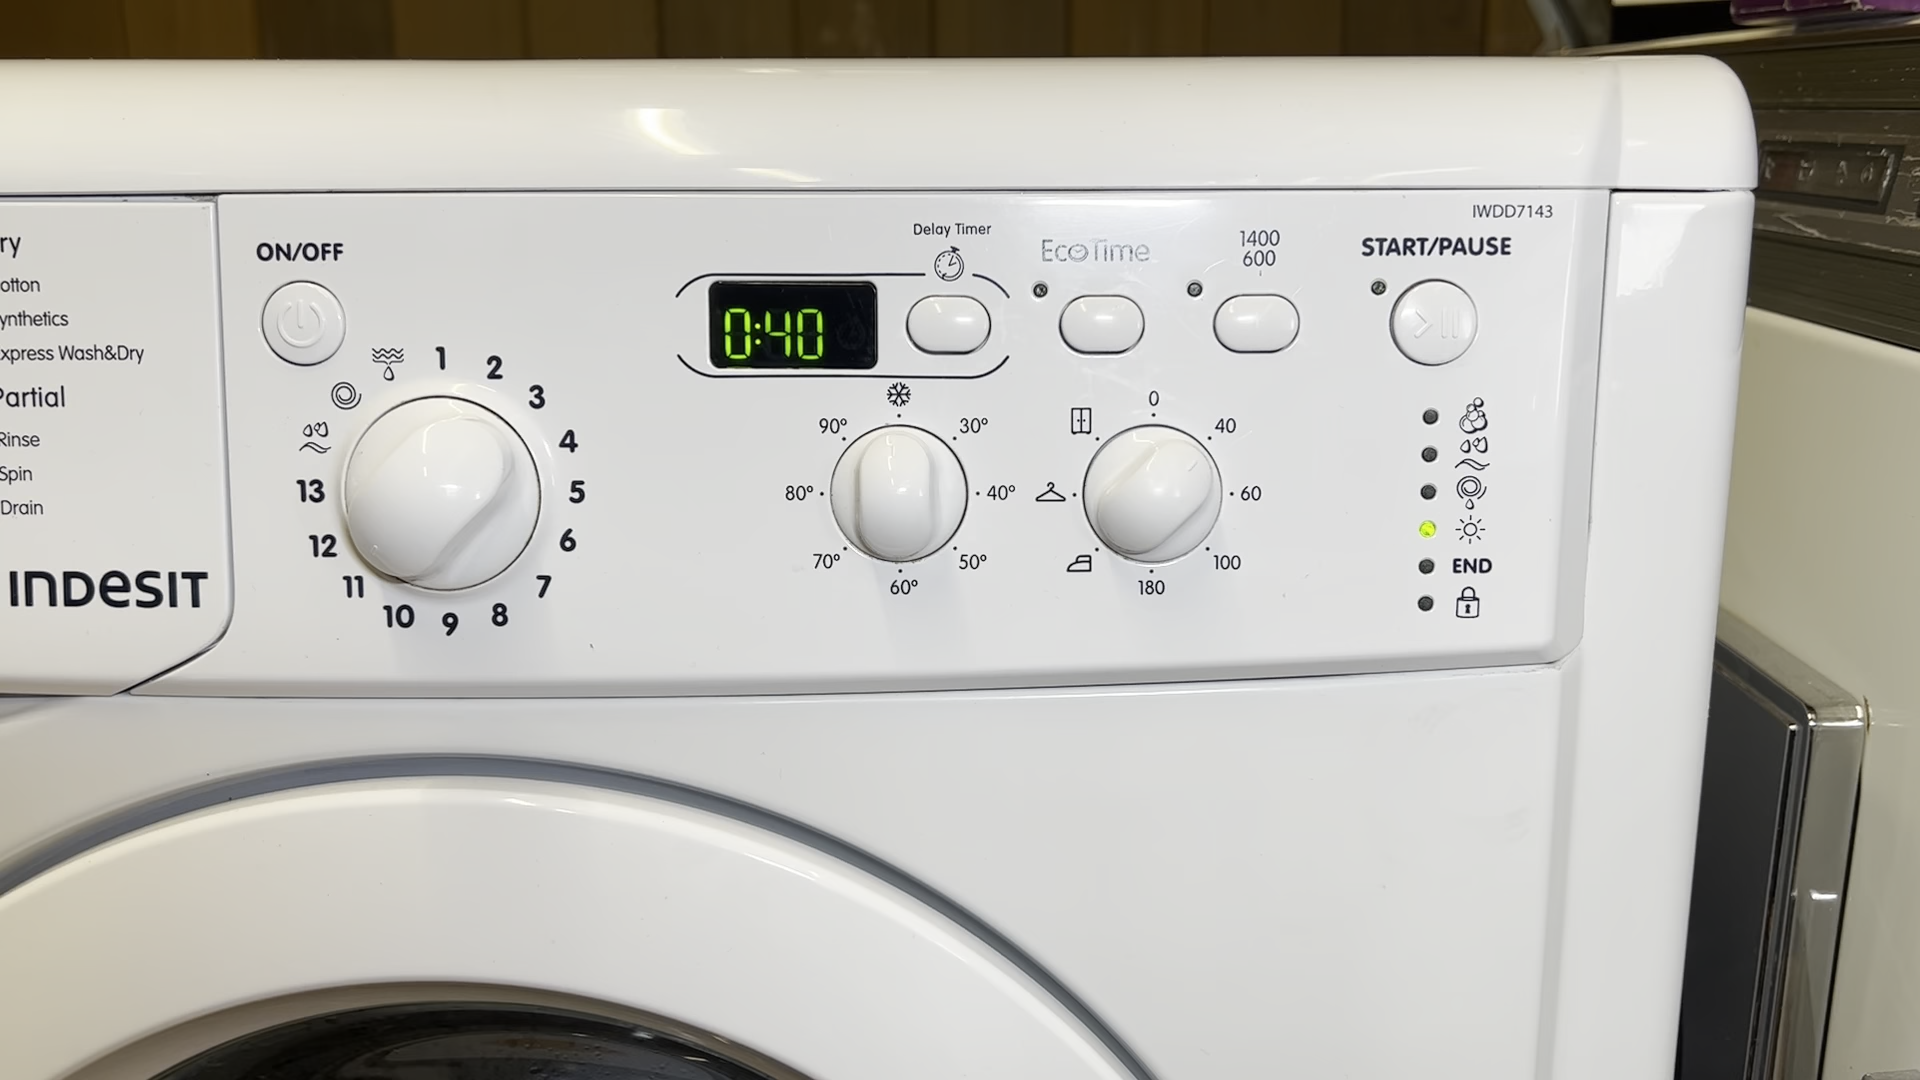 ry
otton
ynthetics
xpress Wash&Dry
Partial
Rinse
Spin
Drain
INDESIT
ON/OFF
1
2
3
4
5
6
7
8
9
10
11
12
13
0:40
Delay Timer
EcoTime
1400
600
IWDD7143
START/PAUSE
30°
40°
50°
60°
70°
80°
90°
0
40
60
100
180
END